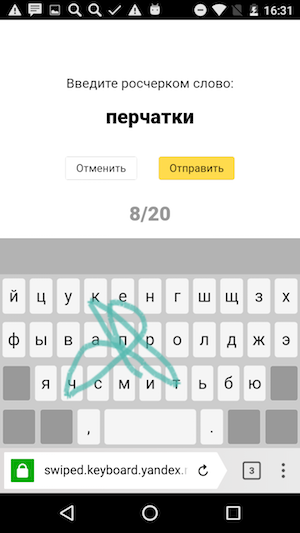 16:31
Введите росчерком слово:
перчатки
Отменить Отправить
8/20
й ц у к е н г ш щ з х
ф ы в а п р о л д ж э
я ч с м и т ь б ю
, .
swiped.keyboard.yandex.r 3